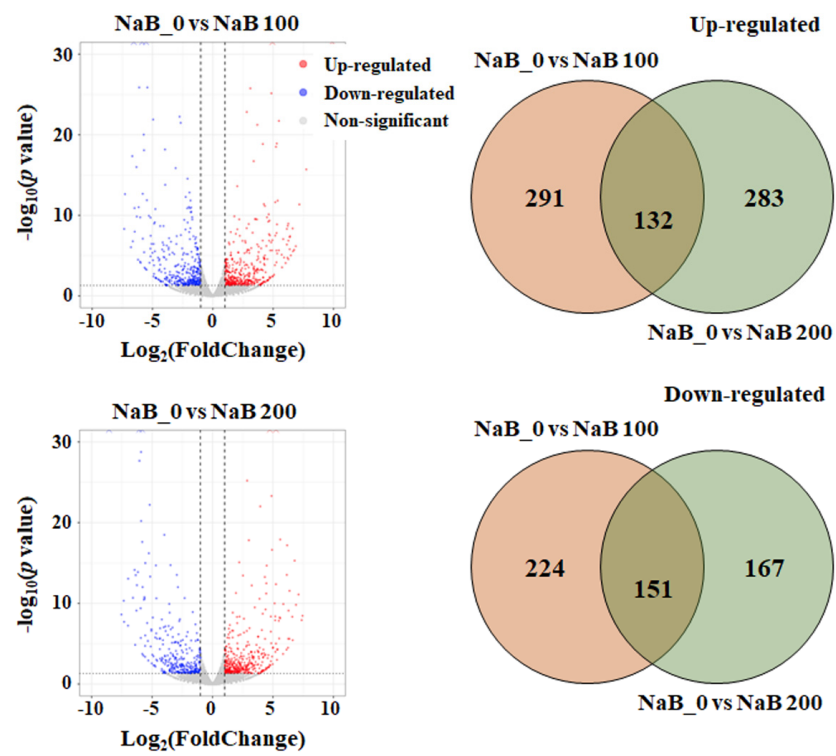 NaB_0 vs NaB 100
30
20
10
0
-log10(p value)
-10 -5 0 5 10
Log2(FoldChange)
Up-regulated
Down-regulated
Non-significant
Up-regulated
NaB_0 vs NaB 100
291
132
283
NaB_0 vs NaB 200
NaB_0 vs NaB 200
30
20
10
0
-log10(p value)
-10 -5 0 5 10
Log2(FoldChange)
Down-regulated
NaB_0 vs NaB 100
224
151
167
NaB_0 vs NaB 200